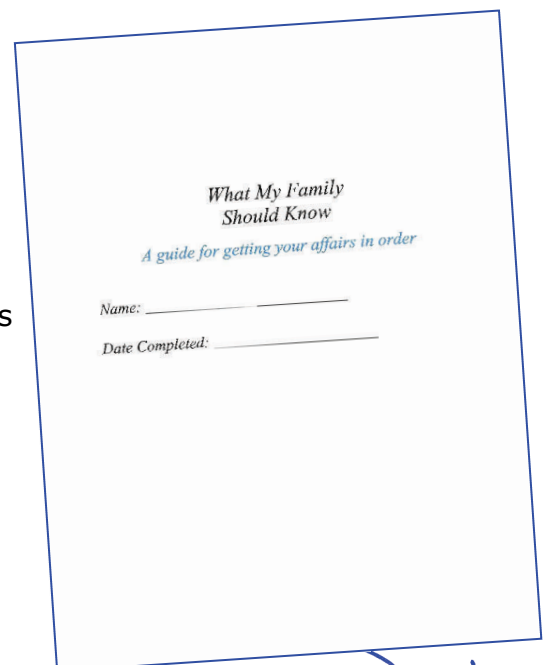 What My Family
Should Know
A guide for getting your affairs in order
s
Name:
Date Completed: